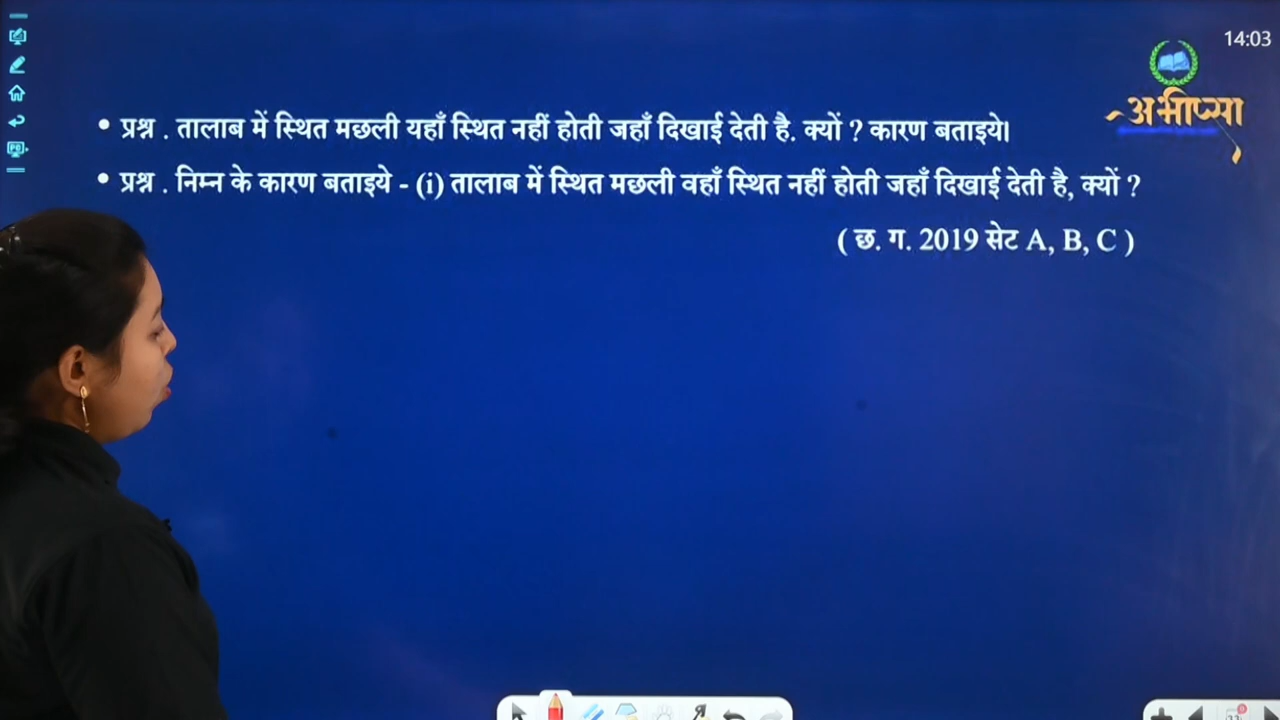 14:03
अभीप्सा
• प्रश्न . तालाब में स्थित मछली यहाँ स्थित नहीं होती जहाँ दिखाई देती है. क्यों ? कारण बताइये।
• प्रश्न . निम्न के कारण बताइये - (i) तालाब में स्थित मछली वहाँ स्थित नहीं होती जहाँ दिखाई देती है, क्यों ?
( छ. ग. 2019 सेट A, B, C )